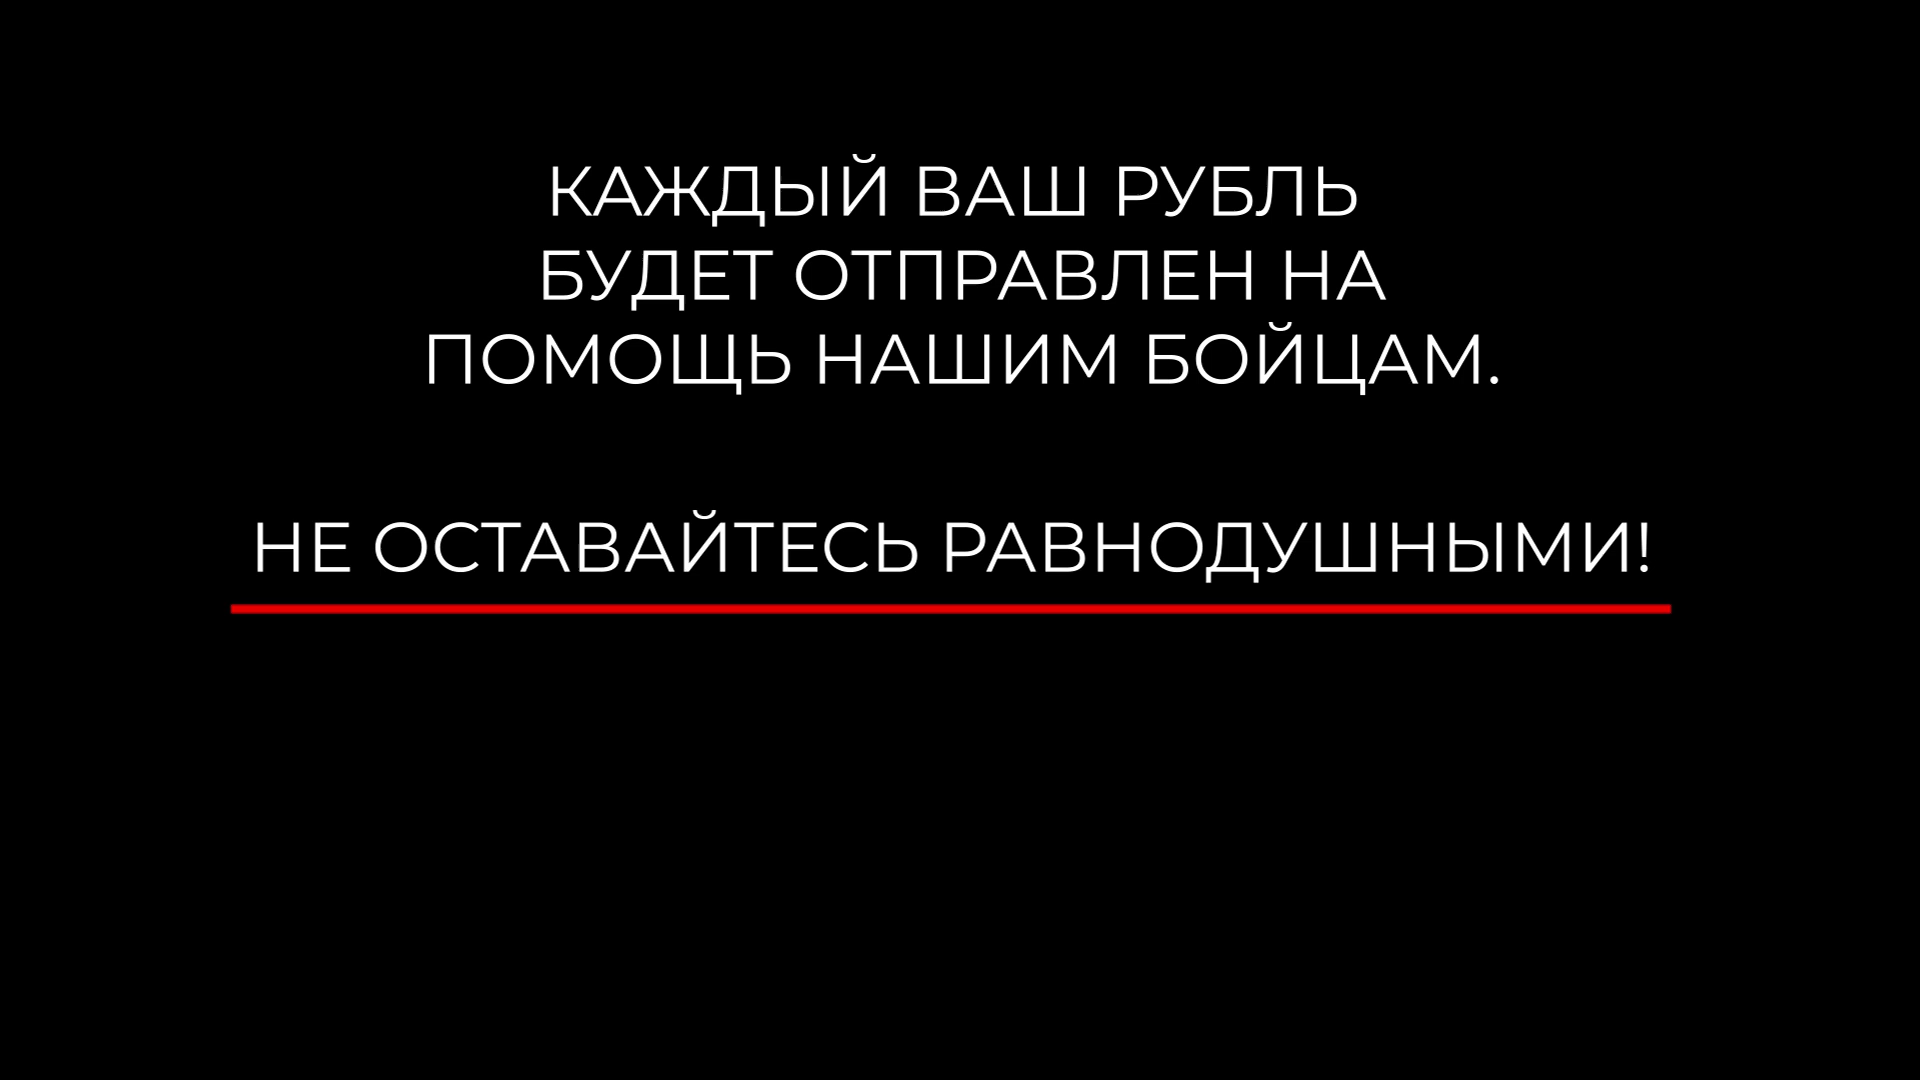 КАЖДЫЙ ВАШ РУБЛЬ
БУДЕТ ОТПРАВЛЕН НА
ПОМОЩЬ НАШИМ БОЙЦАМ.
НЕ ОСТАВАЙТЕСЬ РАВНОДУШНЫМИ!